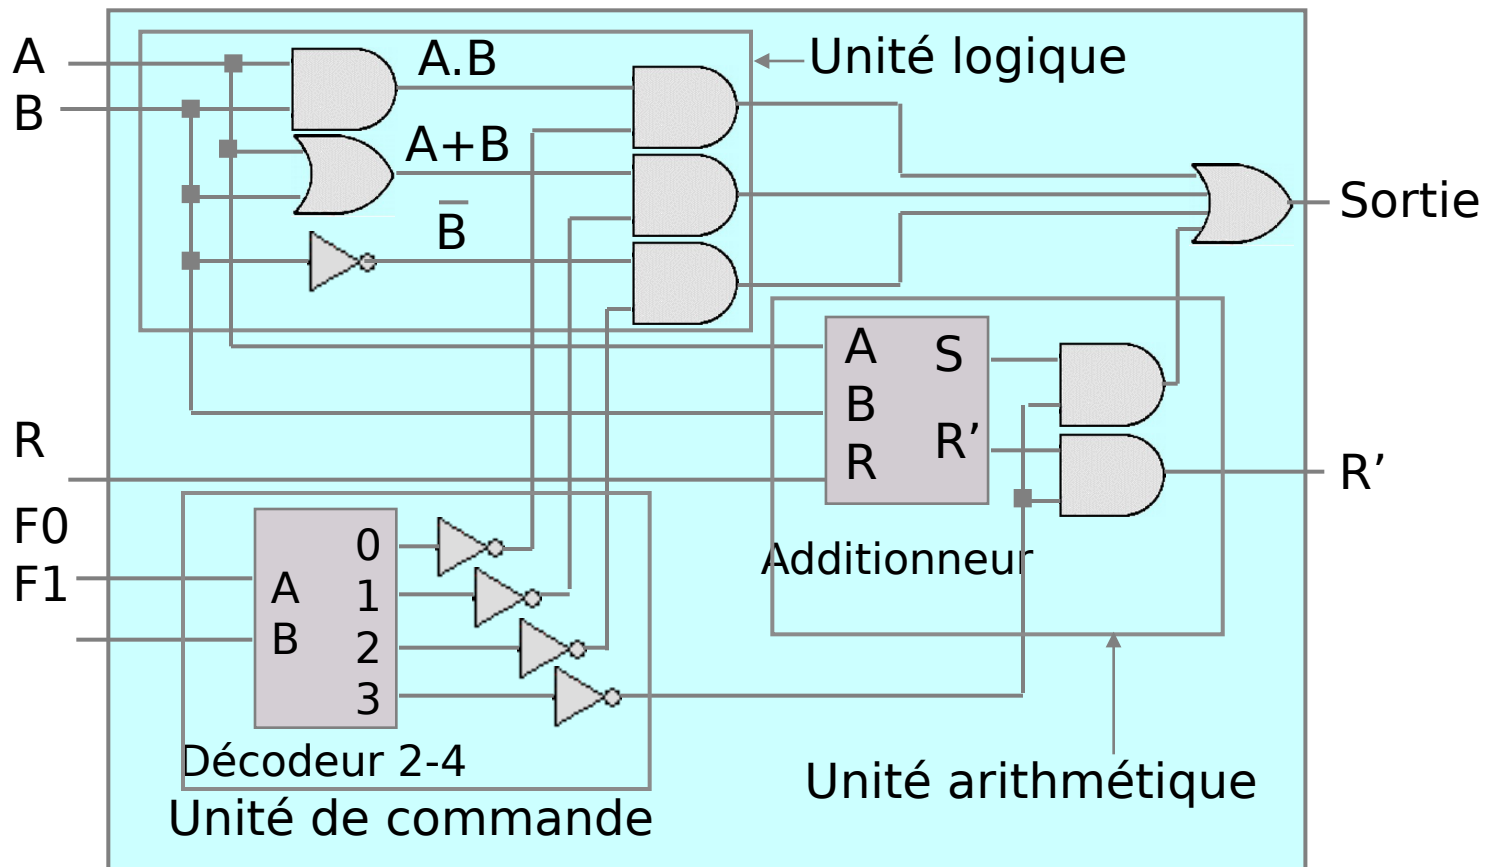 A
B
A.B
A+B
B̅
Unité logique
Sortie
R
F0
F1
A
B
R
S
R’
R’
Additionneur
A
B
0
1
2
3
Décodeur 2-4
Unité de commande
Unité arithmétique